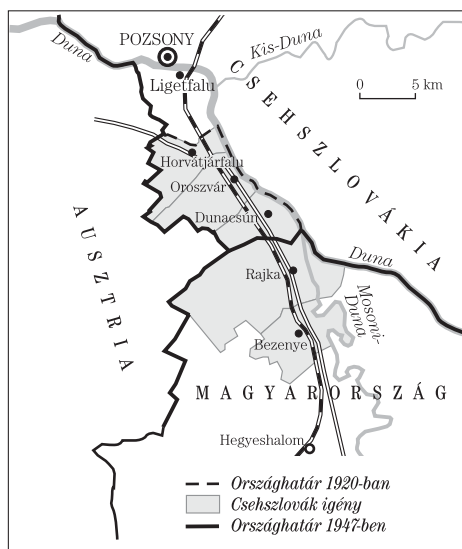 POZSONY
Duna
Kis-Duna
Ligetfalu
CSEHSZLOVÁKIA
0 5 km
Horvátjárfalu
Oroszvár
Dunacsún
AUSZTRIA
Duna
Rajka
Mosoni-
Duna
Bezenye
MAGYARORSZÁG
Hegyeshalom
Országhatár 1920-ban
Csehszlovák igény
Országhatár 1947-ben